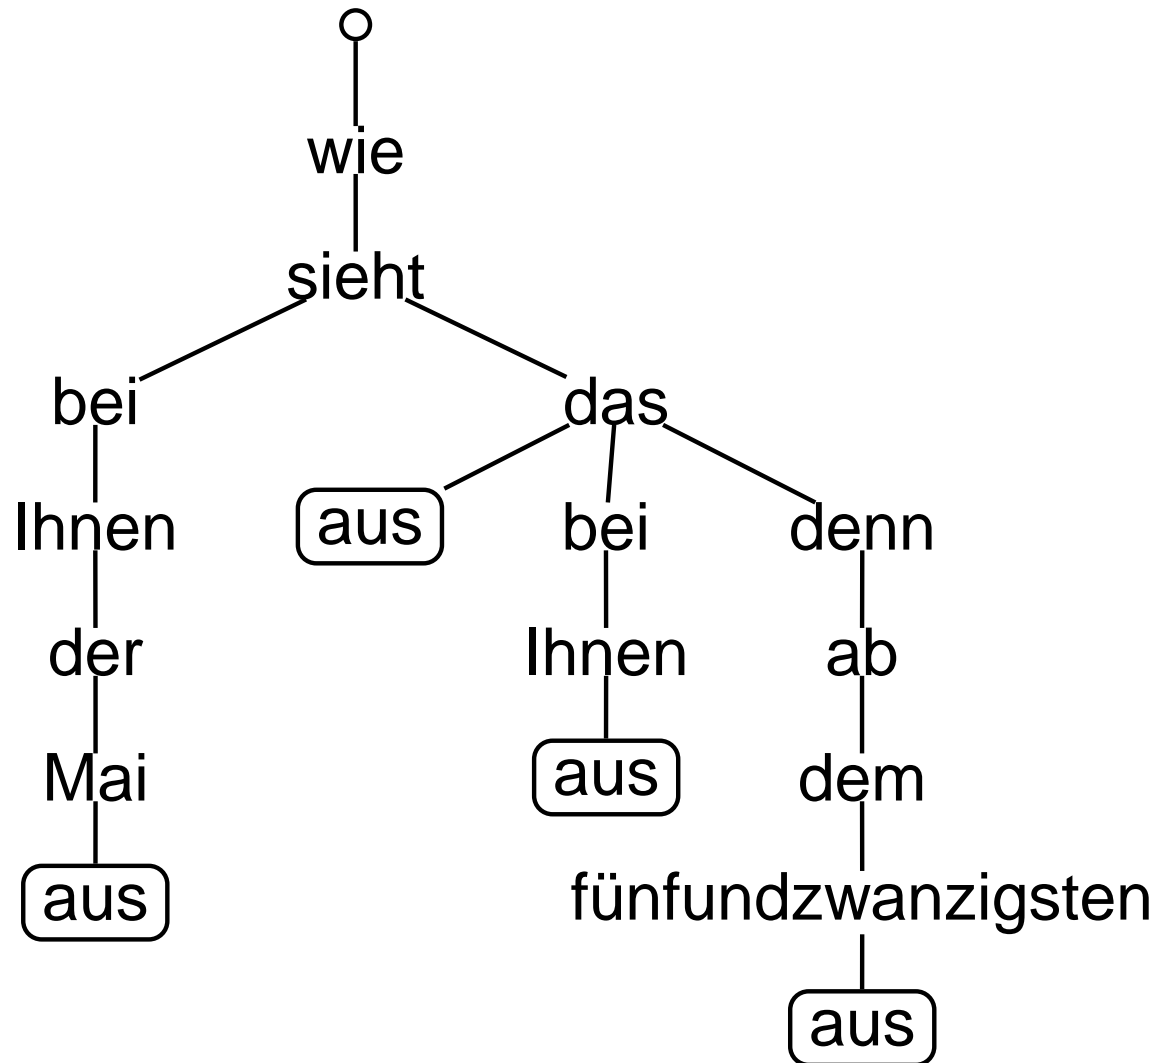 wie
sieht
bei das
Ihnen aus bei denn
der Ihnen ab
Mai aus dem
aus fünfundzwanzigsten
aus